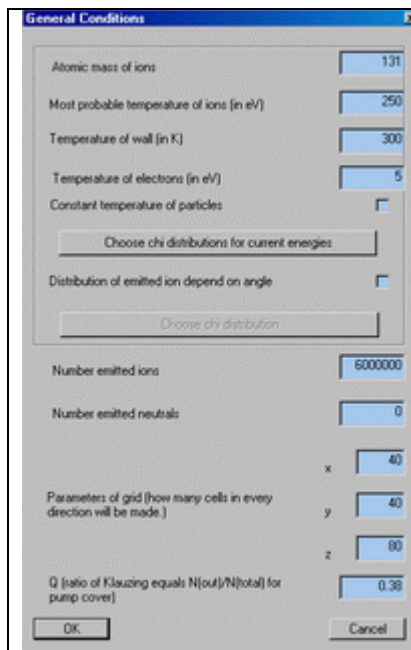 General Conditions
Atomic mass of ions 131
Most probable temperature of ions (in eV) 250
Temperature of wall (in K) 300
Temperature of electrons (in eV) 5
Constant temperature of particles
Choose chi distributions for current energies
Distribution of emitted ion depend on angle
Choose chi distribution
Number emitted ions 6000000
Number emitted neutrals 0
x 40
Parameters of grid (how many cells in every
direction will be made.) y 40
z 80
Q (ratio of Klauzing equals N(out)/N(total) for
pump cover) 0.38
OK Cancel